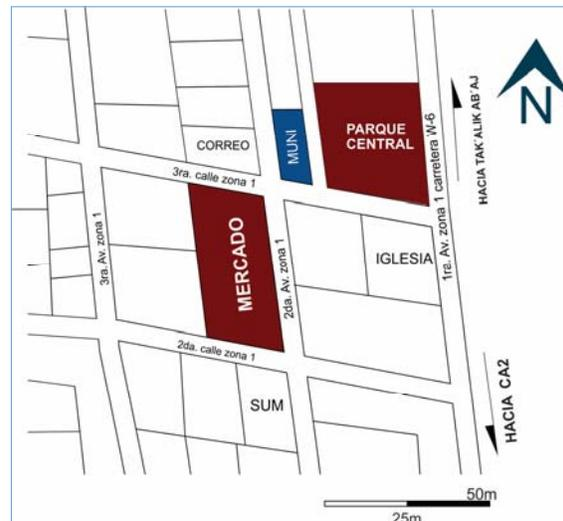 N
HACIA TAK´ALIK AB´AJ
PARQUE
CENTRAL
MUNI
CORREO
3ra. calle zona 1
1ra. Av. zona 1 carretera W-6
IGLESIA
MERCADO
2da. Av. zona 1
3ra. Av. zona 1
2da. calle zona 1
SUM
HACIA CA2
50m
25m